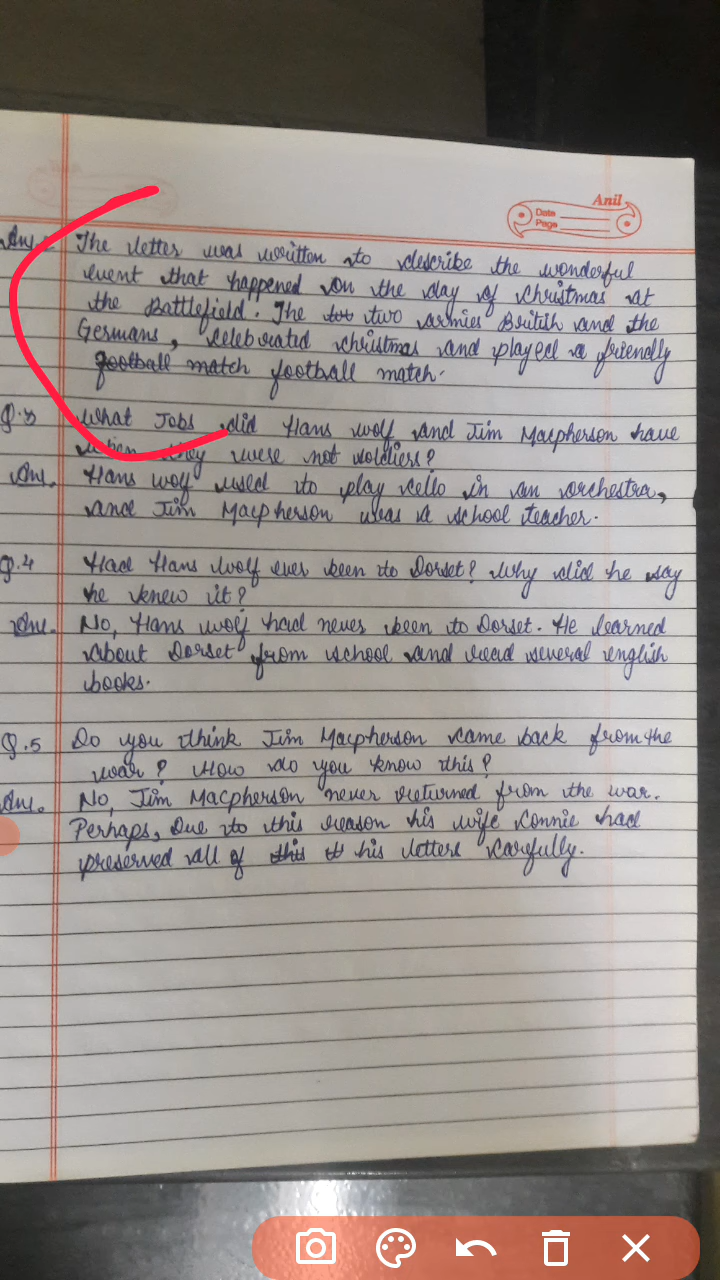 Anil
Date
Page
Ans. The letter was written to describe the wonderful
event that happened on the day of christmas at
the Battlefield. The two armies British and the
Germans, celebrated christmas and played a friendly
football match football match.
Q.3 What Jobs did Hans wolf and Jim Macpherson have
when they were not soldiers?
Ans. Hans wolf used to play cello in an orchestra,
and Jim Macpherson was a school teacher.
Q.4 Had Hans Wolf ever been to Dorset? Why did he say
he knew it?
Ans. No, Hans wolf had never been to Dorset. He learned
about Dorset from school and read several english
books.
Q.5 Do you think Jim Macpherson came back from the
war? How do you know this?
Ans. No, Jim Macpherson never returned from the war.
Perhaps, Due to this reason his wife Connie had
preserved all of this his letters carefully.